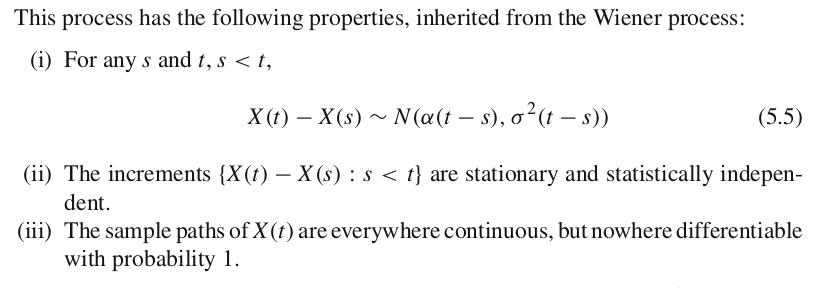 This process has the following properties, inherited from the Wiener process:
(i) For any s and t, s < t,
X(t) − X(s) ∼ N(α(t − s), σ²(t − s)) (5.5)
(ii) The increments {X(t) − X(s) : s < t} are stationary and statistically indepen-
dent.
(iii) The sample paths of X(t) are everywhere continuous, but nowhere differentiable
with probability 1.